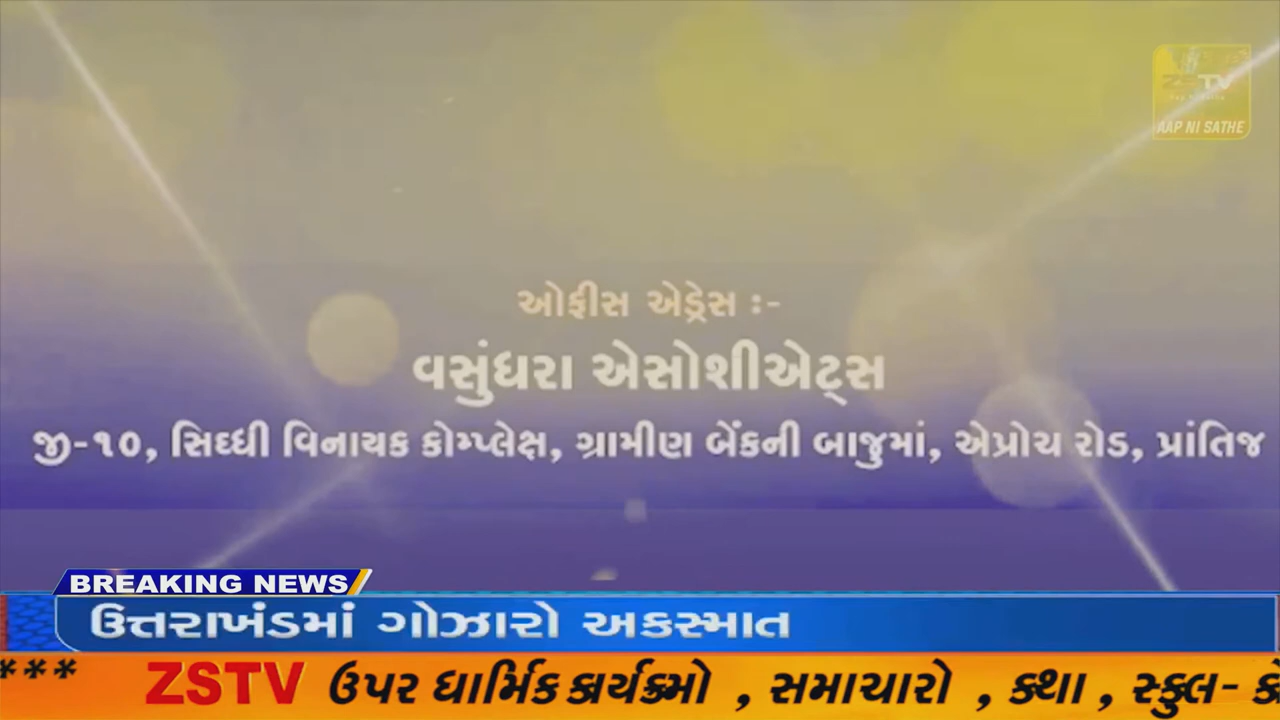 ZSTV
AAP NI SATHE
ઓફીસ એડ્રેસ :-
વસુંધરા એસોશીએટ્સ
જી-૧૦, સિધ્ધી વિનાયક કોમ્પ્લેક્ષ, ગ્રામીણ બેંકની બાજુમાં, એપ્રોચ રોડ, પ્રાંતિજ
BREAKING NEWS
ઉત્તરાખંડમાં ગોઝારો અકસ્માત
*** ZSTV ઉપર ધાર્મિક કાર્યક્રમો , સમાચારો , કથા , સ્કુલ-